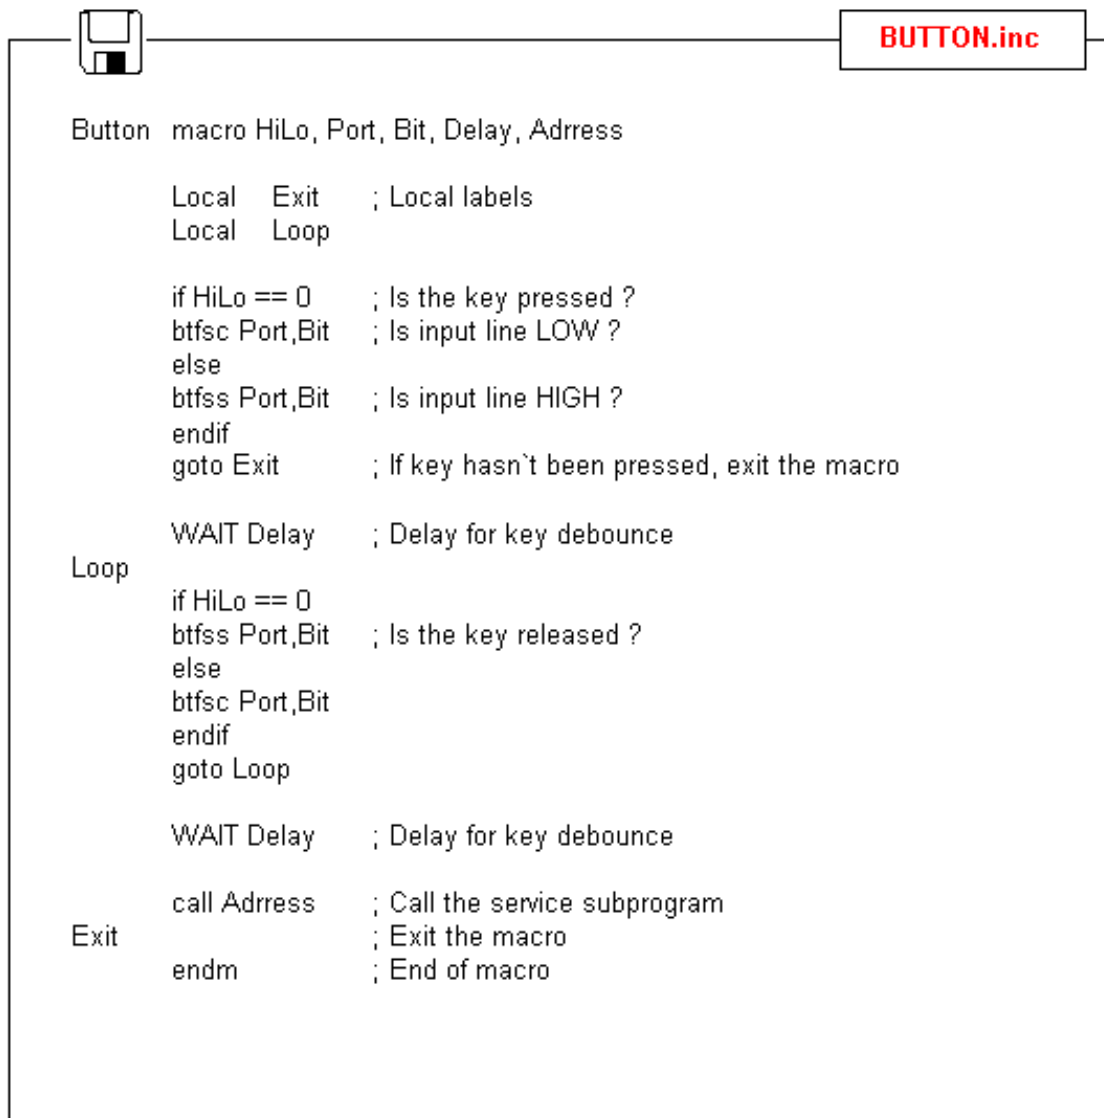 BUTTON.inc
Button macro HiLo, Port, Bit, Delay, Adrress
Local Exit ; Local labels
Local Loop
if HiLo == 0 ; Is the key pressed ?
btfsc Port,Bit ; Is input line LOW ?
else
btfss Port,Bit ; Is input line HIGH ?
endif
goto Exit ; If key hasn`t been pressed, exit the macro
WAIT Delay ; Delay for key debounce
Loop
if HiLo == 0
btfss Port,Bit ; Is the key released ?
else
btfsc Port,Bit
endif
goto Loop
WAIT Delay ; Delay for key debounce
call Adrress ; Call the service subprogram
Exit ; Exit the macro
endm ; End of macro